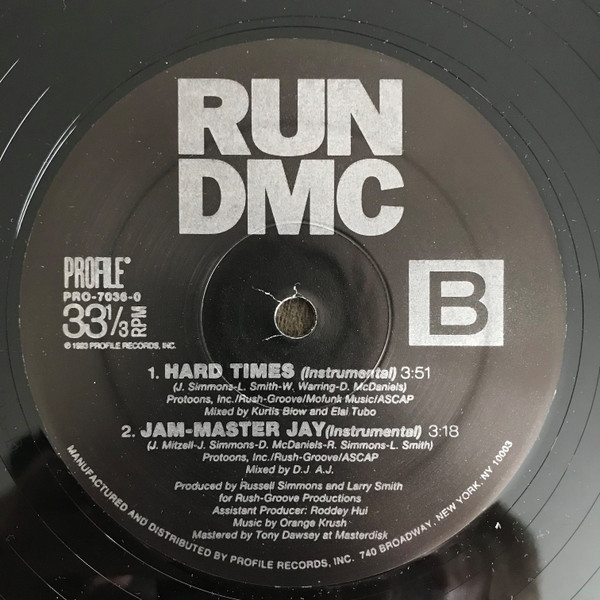 RUN
DMC
PROFILE®
PRO-7036-0
33 1/3 RPM
© 1983 PROFILE RECORDS, INC.
B
1. HARD TIMES (Instrumental) 3:51
(J. Simmons-L. Smith-W. Warring-D. McDaniels)
Protoons, Inc./Rush-Groove/Mofunk Music/ASCAP
Mixed by Kurtis Blow and Elai Tubo
2. JAM-MASTER JAY (Instrumental) 3:18
(J. Mitzell-J. Simmons-D. McDaniels-R. Simmons-L. Smith)
Protoons, Inc./Rush-Groove/ASCAP
Mixed by D.J. A.J.
Produced by Russell Simmons and Larry Smith
for Rush-Groove Productions
Assistant Producer: Roddey Hui
Music by Orange Krush
Mastered by Tony Dawsey at Masterdisk
MANUFACTURED AND DISTRIBUTED BY PROFILE RECORDS, INC. 740 BROADWAY, NEW YORK, NY 10003